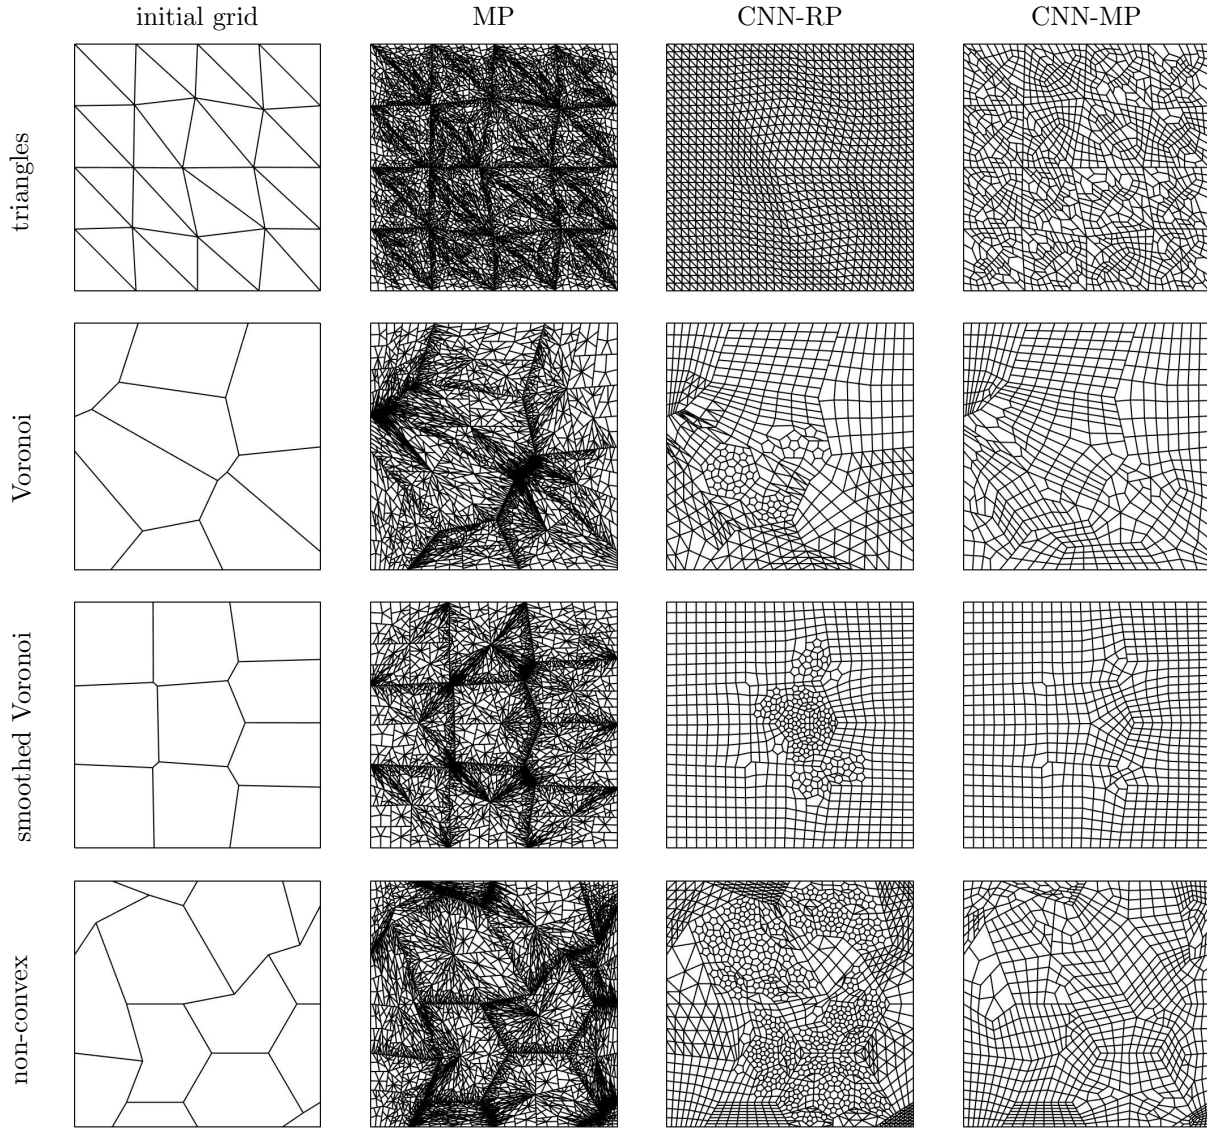 initial grid MP CNN-RP CNN-MP
triangles
Voronoi
smoothed Voronoi
non-convex